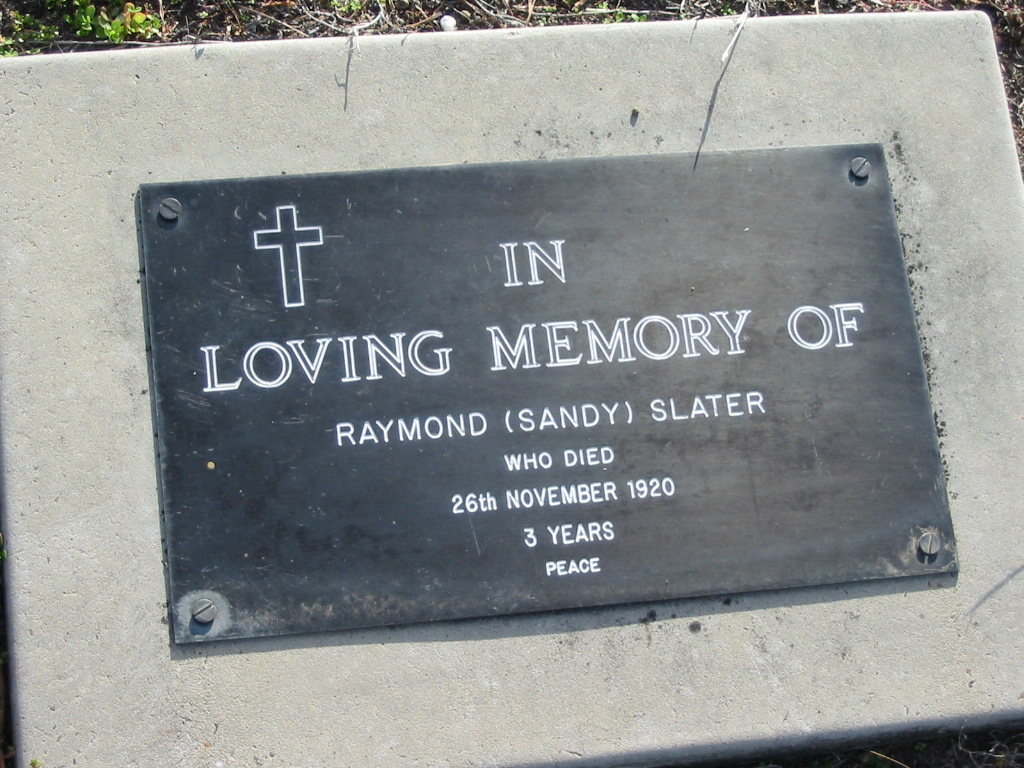 IN
LOVING MEMORY OF
RAYMOND (SANDY) SLATER
WHO DIED
26th NOVEMBER 1920
3 YEARS
PEACE